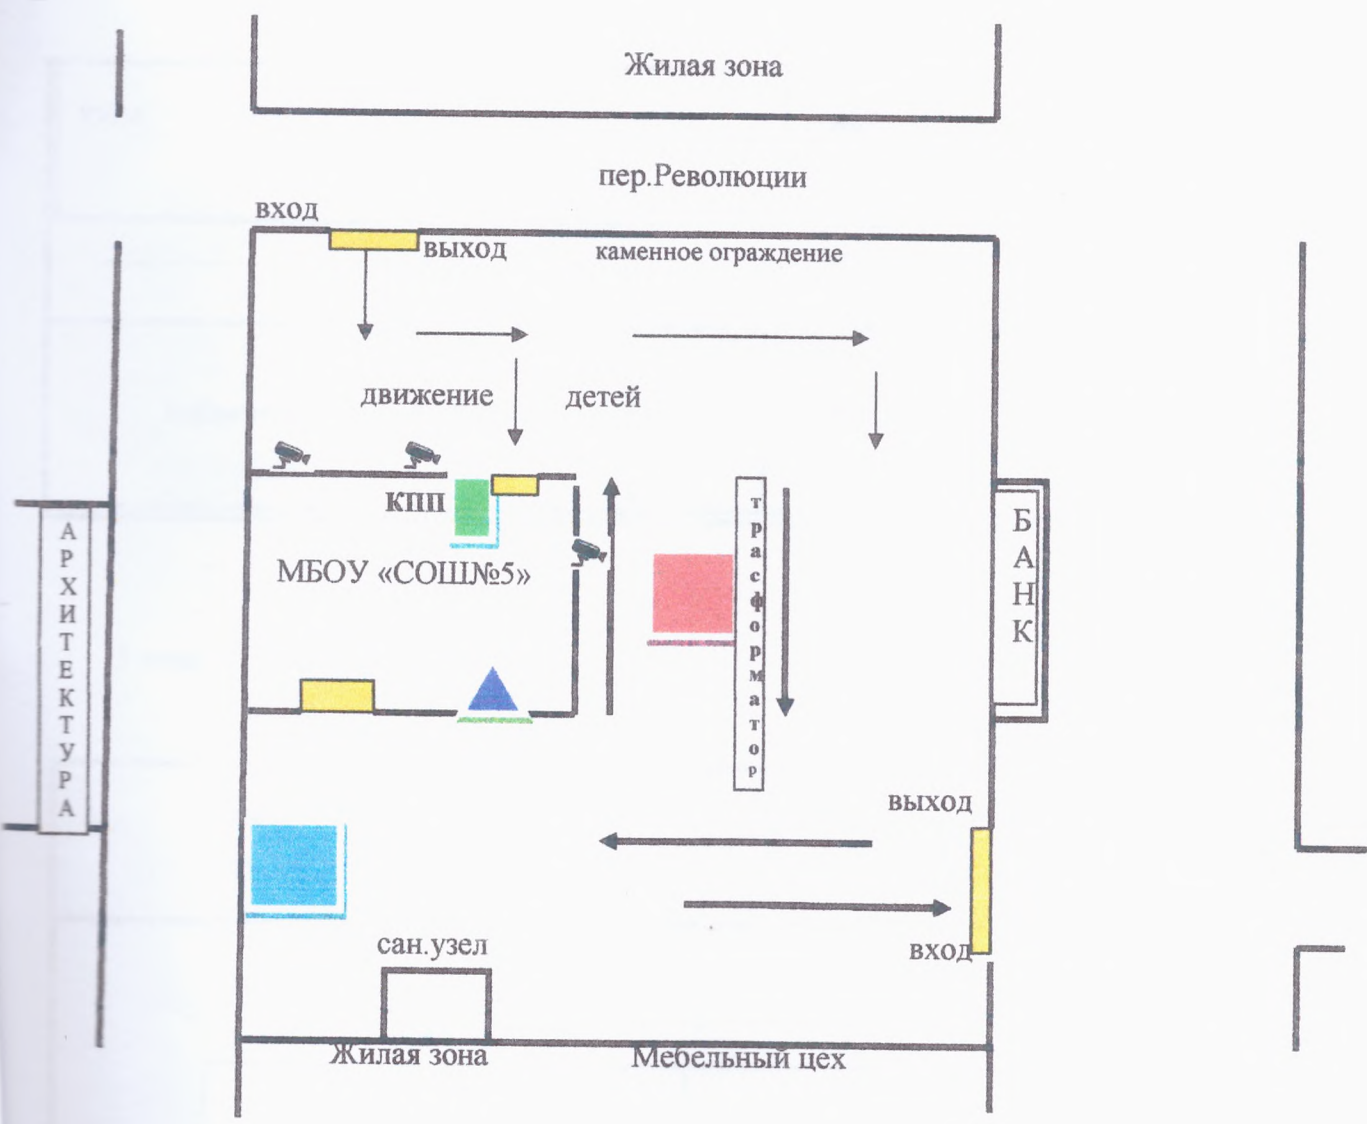 Жилая зона
пер.Революции
вход
выход
каменное ограждение
движение детей
КПП
МБОУ «СОШ№5»
трасформатор
БАНК
АРХИТЕКТУРА
выход
вход
сан.узел
Жилая зона
Мебельный цех